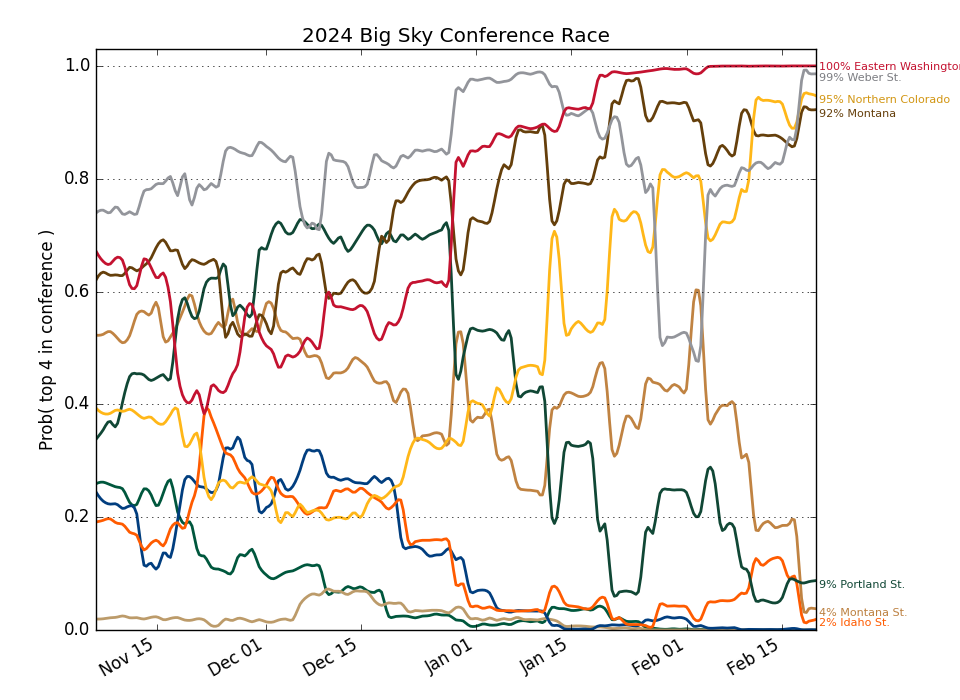 2024 Big Sky Conference Race
Prob( top 4 in conference )
1.0
0.8
0.6
0.4
0.2
0.0
Nov 15
Dec 01
Dec 15
Jan 01
Jan 15
Feb 01
Feb 15
100% Eastern Washington
99% Weber St.
95% Northern Colorado
92% Montana
9% Portland St.
4% Montana St.
2% Idaho St.